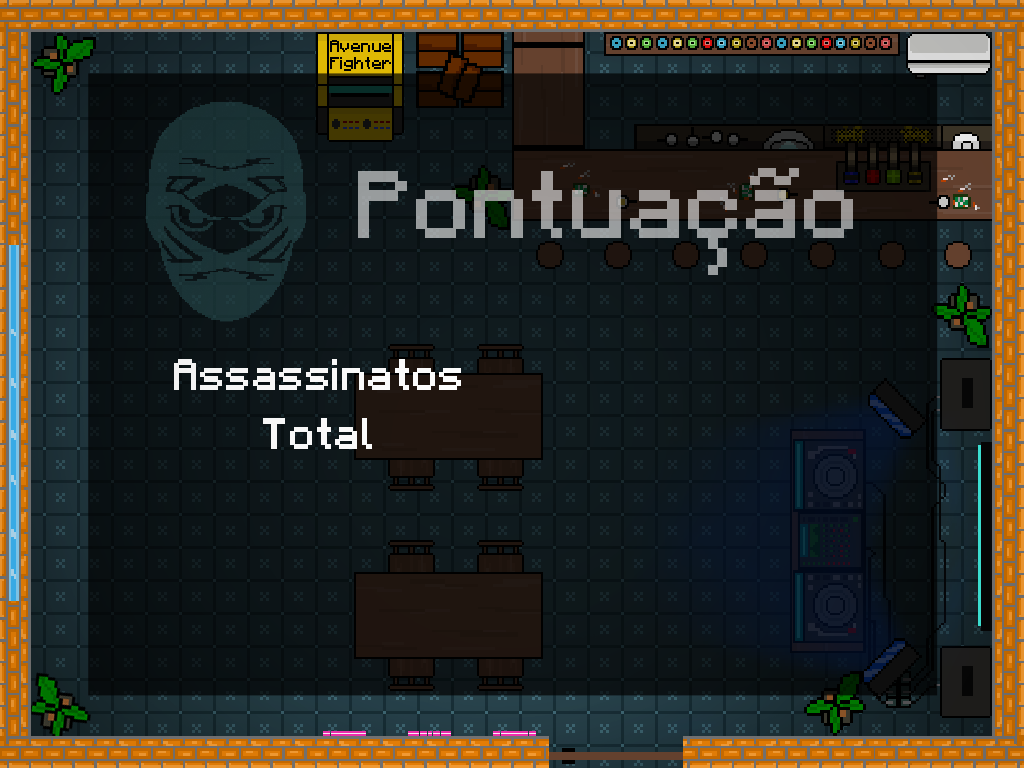 Avenue
Fighter
Pontuação
Assassinatos
Total